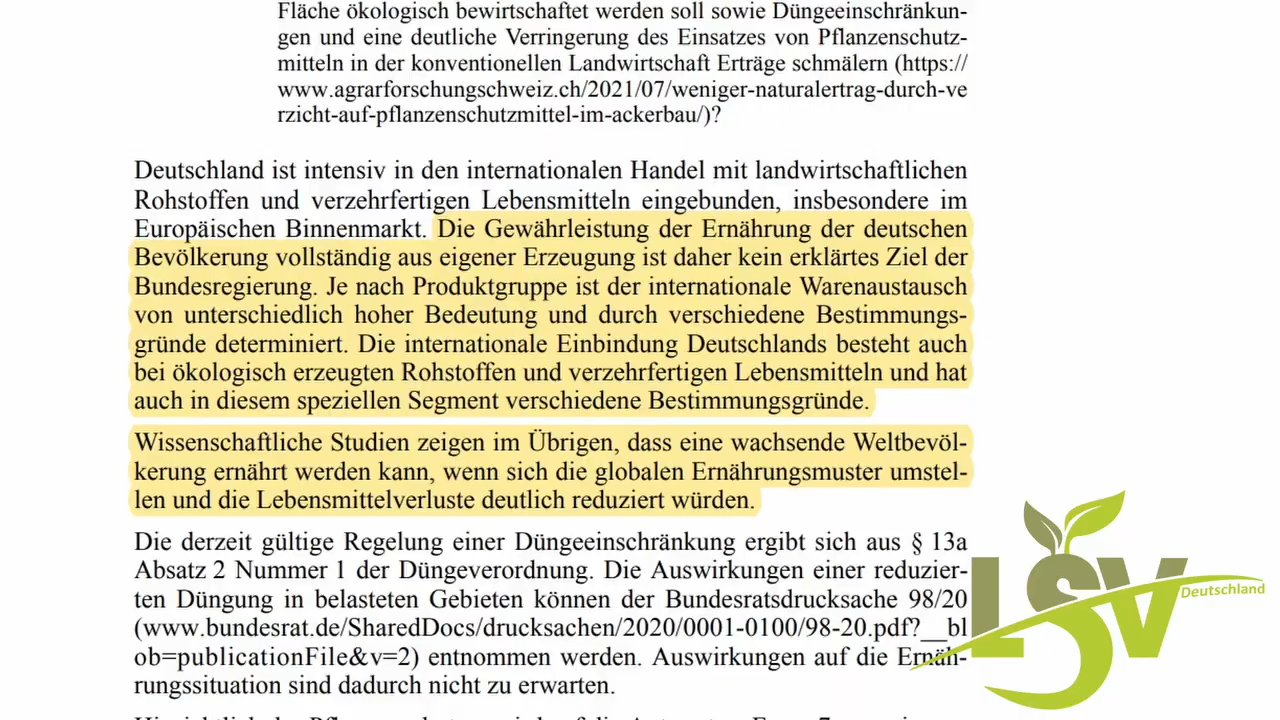 Fläche ökologisch bewirtschaftet werden soll sowie Düngeeinschränkun-
gen und eine deutliche Verringerung des Einsatzes von Pflanzenschutz-
mitteln in der konventionellen Landwirtschaft Erträge schmälern (https://
www.agrarforschungschweiz.ch/2021/07/weniger-naturalertrag-durch-ve
rzicht-auf-pflanzenschutzmittel-im-ackerbau/)?
Deutschland ist intensiv in den internationalen Handel mit landwirtschaftlichen
Rohstoffen und verzehrfertigen Lebensmitteln eingebunden, insbesondere im
Europäischen Binnenmarkt. Die Gewährleistung der Ernährung der deutschen
Bevölkerung vollständig aus eigener Erzeugung ist daher kein erklärtes Ziel der
Bundesregierung. Je nach Produktgruppe ist der internationale Warenaustausch
von unterschiedlich hoher Bedeutung und durch verschiedene Bestimmungs-
gründe determiniert. Die internationale Einbindung Deutschlands besteht auch
bei ökologisch erzeugten Rohstoffen und verzehrfertigen Lebensmitteln und hat
auch in diesem speziellen Segment verschiedene Bestimmungsgründe.
Wissenschaftliche Studien zeigen im Übrigen, dass eine wachsende Weltbevöl-
kerung ernährt werden kann, wenn sich die globalen Ernährungsmuster umstel-
len und die Lebensmittelverluste deutlich reduziert würden.
Die derzeit gültige Regelung einer Düngeeinschränkung ergibt sich aus § 13a
Absatz 2 Nummer 1 der Düngeverordnung. Die Auswirkungen einer reduzier-
ten Düngung in belasteten Gebieten können der Bundesratsdrucksache 98/20
(www.bundesrat.de/SharedDocs/drucksachen/2020/0001-0100/98-20.pdf?__bl
ob=publicationFile&v=2) entnommen werden. Auswirkungen auf die Ernäh-
rungssituation sind dadurch nicht zu erwarten.
LSV
Deutschland